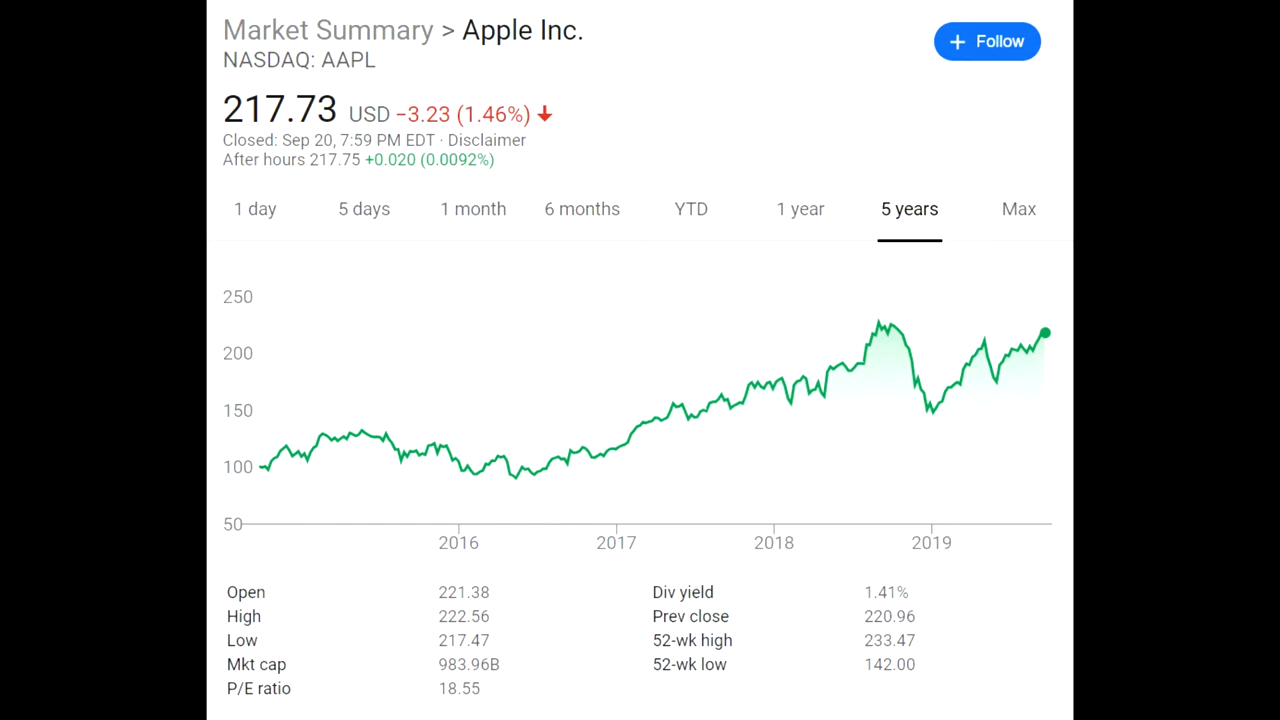 Market Summary > Apple Inc.
+ Follow
NASDAQ: AAPL
217.73 USD −3.23 (1.46%)
Closed: Sep 20, 7:59 PM EDT · Disclaimer
After hours 217.75 +0.020 (0.0092%)
1 day 5 days 1 month 6 months YTD 1 year 5 years Max
250
200
150
100
50
2016 2017 2018 2019
Open 221.38 Div yield 1.41%
High 222.56 Prev close 220.96
Low 217.47 52-wk high 233.47
Mkt cap 983.96B 52-wk low 142.00
P/E ratio 18.55